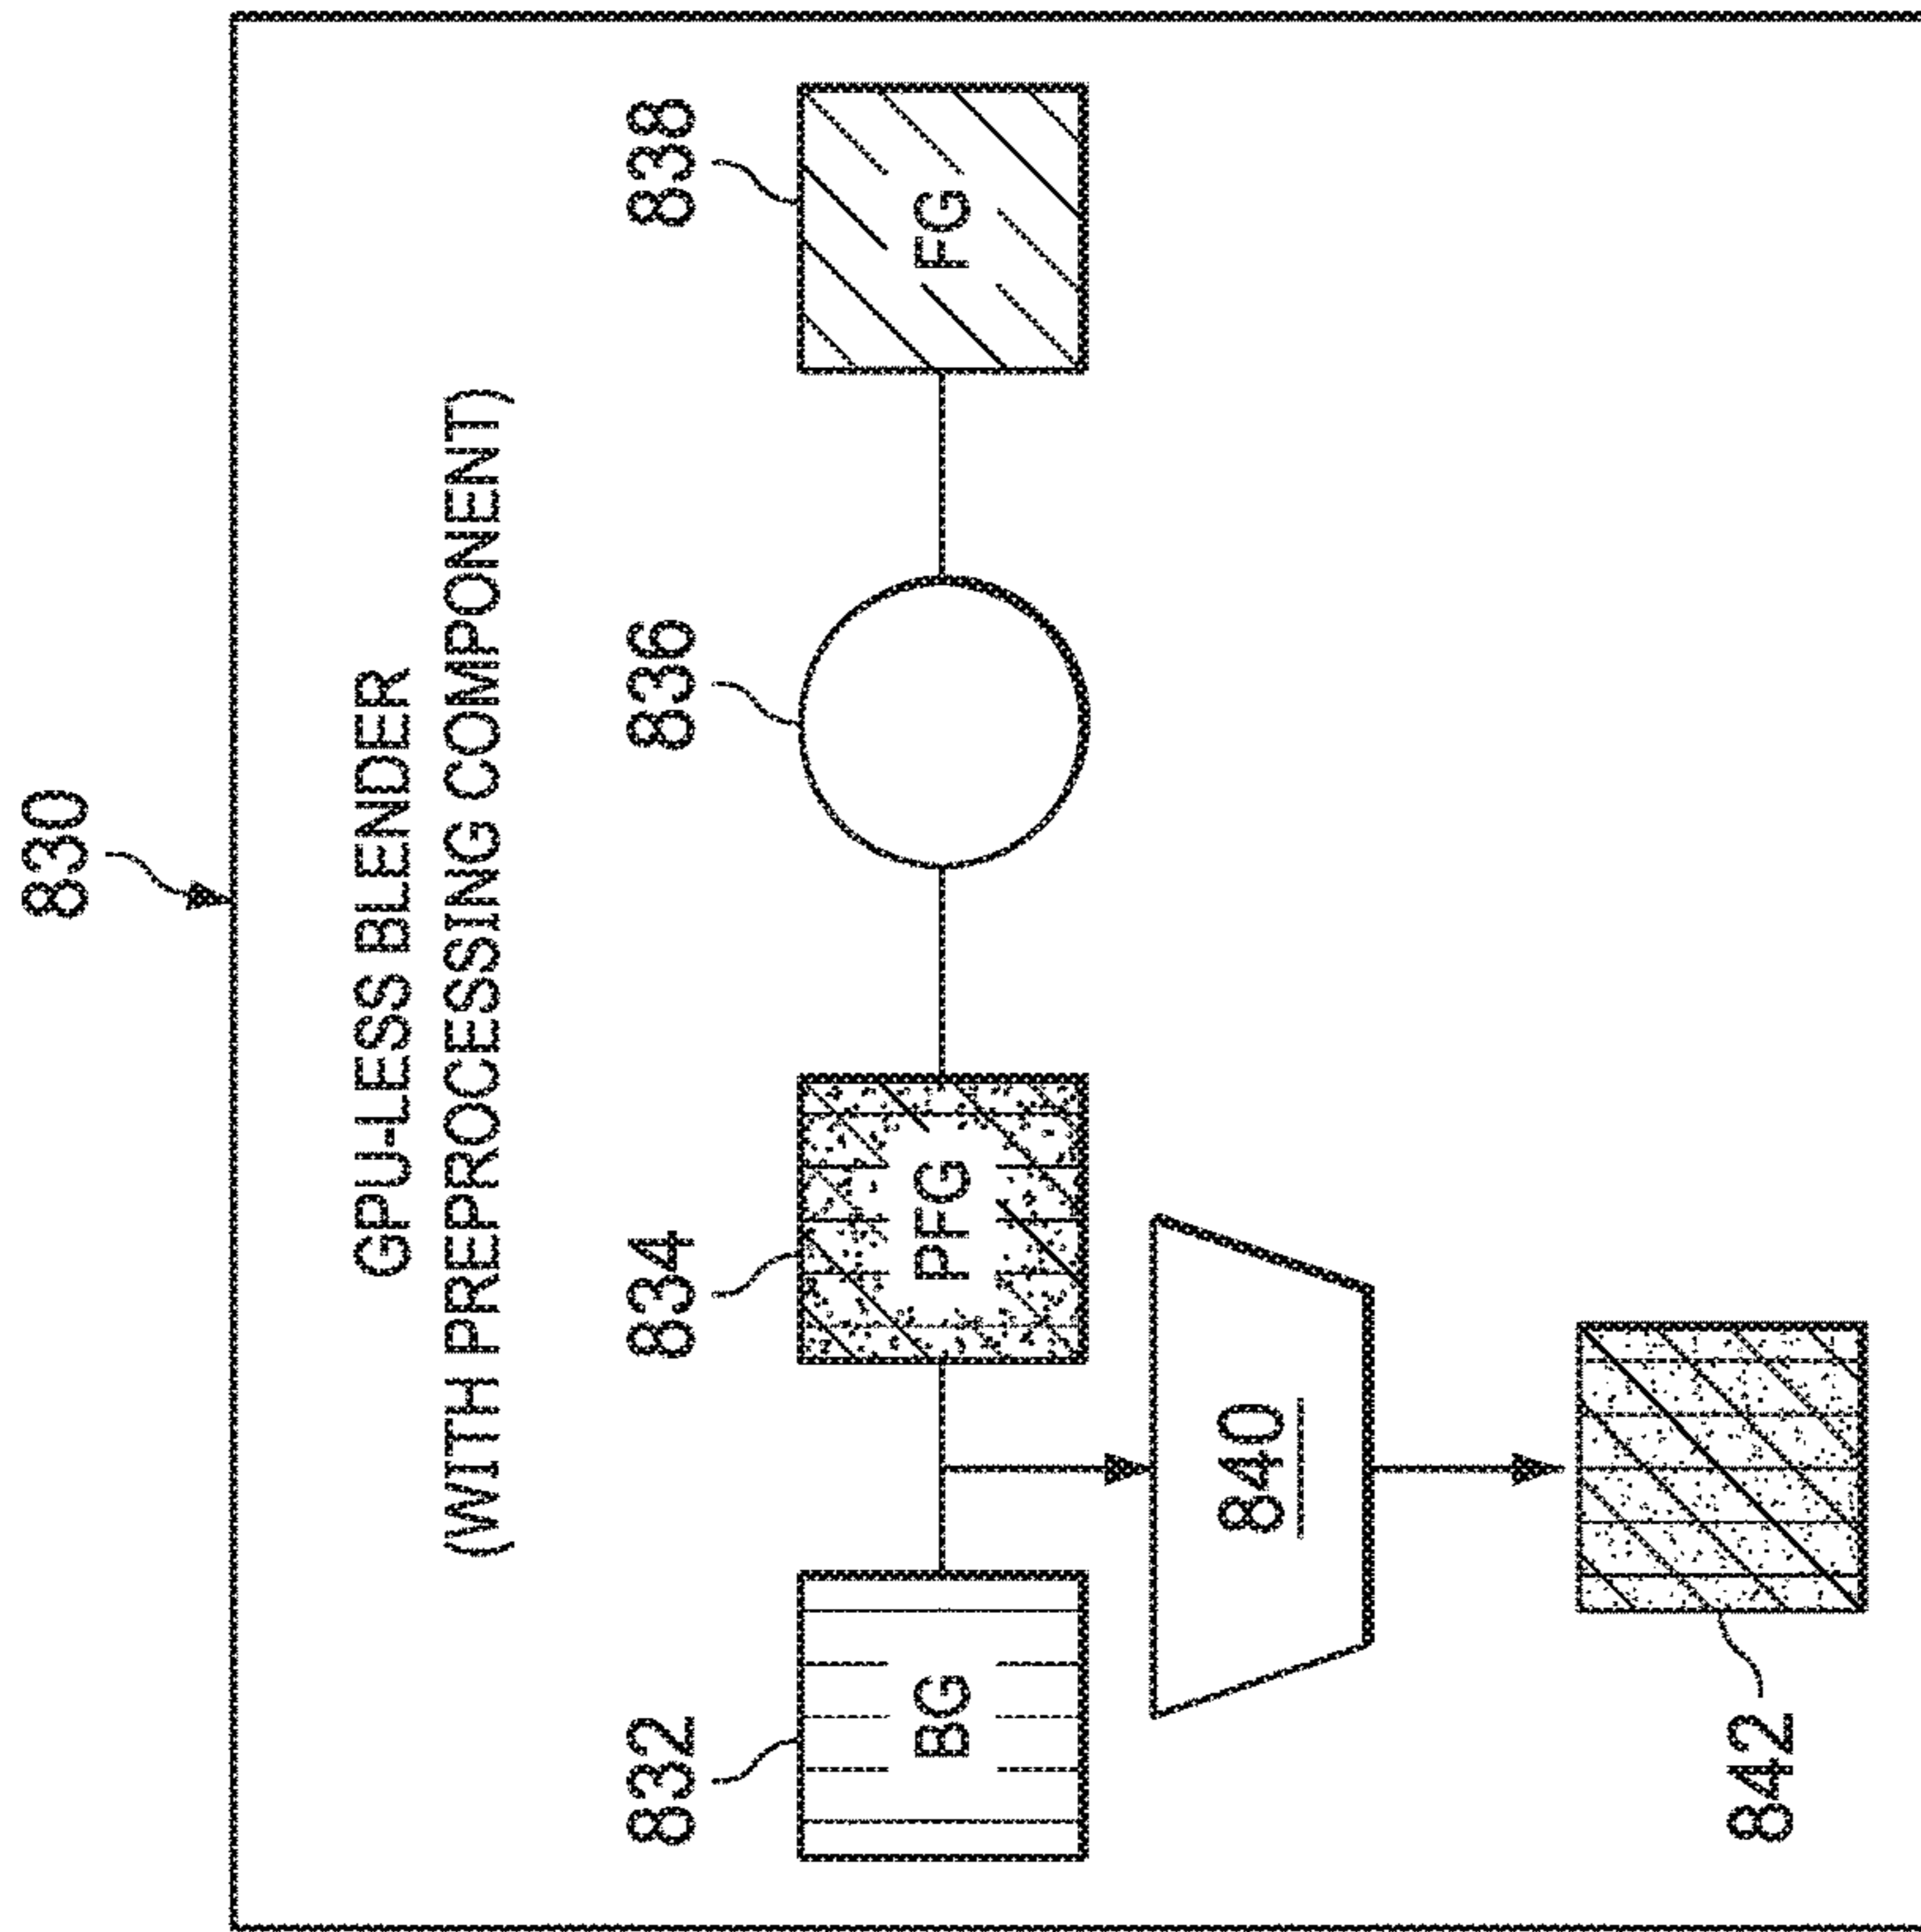 830
GPU-LESS BLENDER
(WITH PREPROCESSING COMPONENT)
832
834
836
838
BG
PFG
FG
840
842